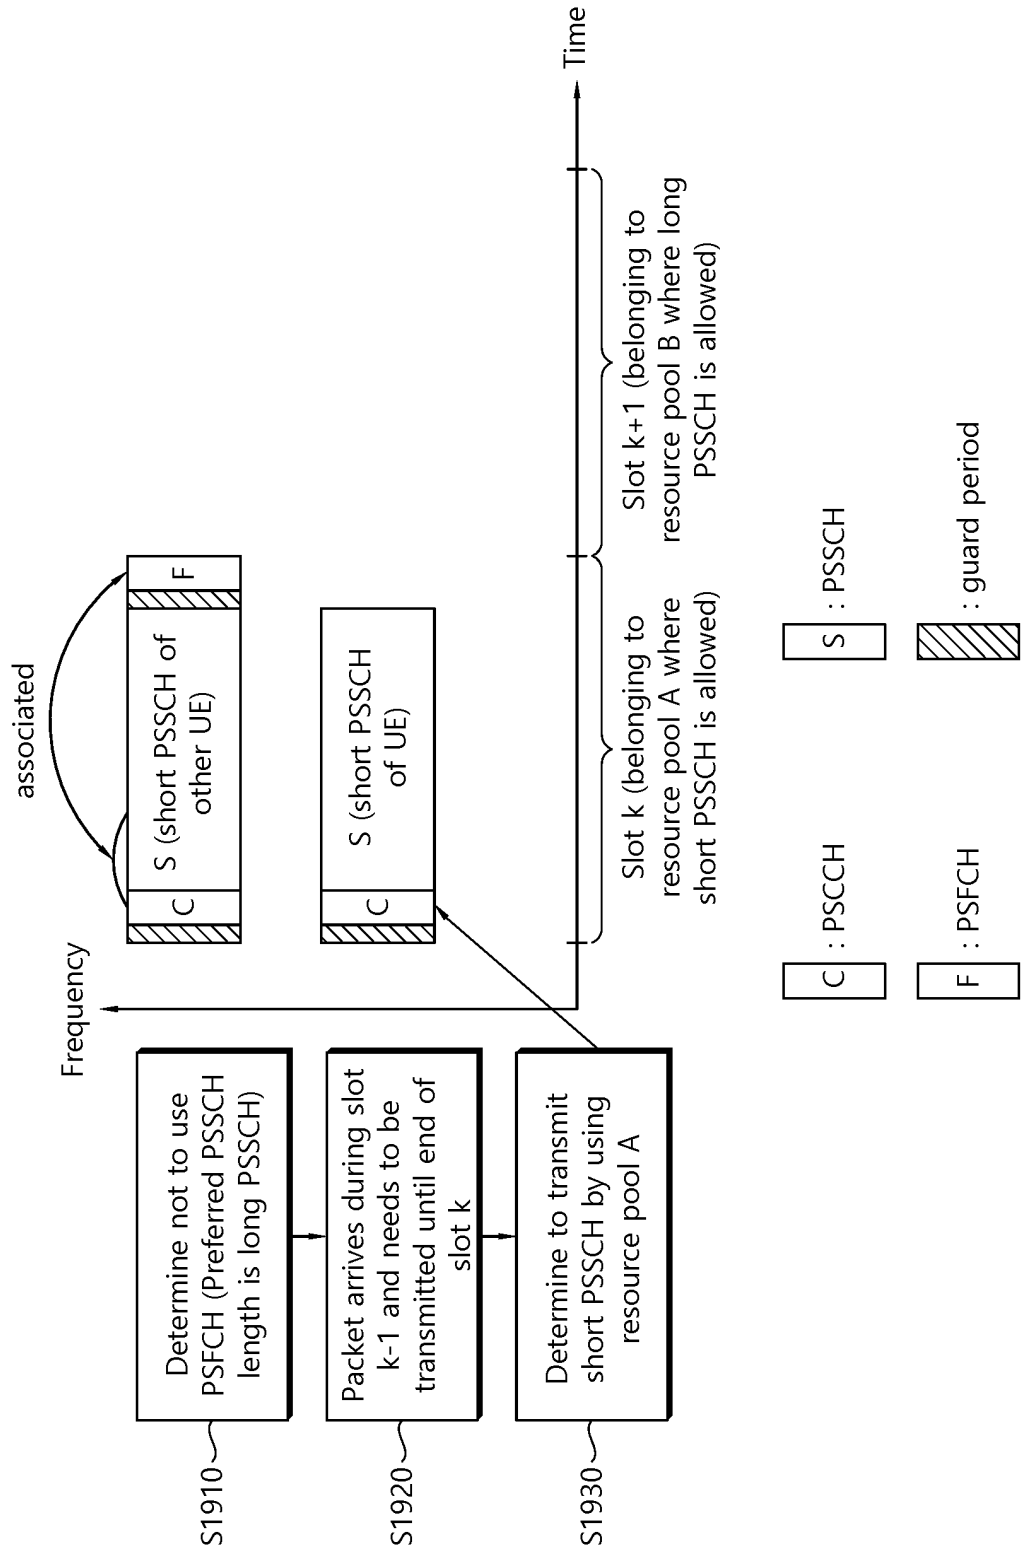 S1910
Determine not to use
PSFCH (Preferred PSSCH
length is long PSSCH)
S1920
Packet arrives during slot
k-1 and needs to be
transmitted until end of
slot k
S1930
Determine to transmit
short PSSCH by using
resource pool A
Frequency
associated
C
S (short PSSCH of
other UE)
F
C
S (short PSSCH
of UE)
Time
Slot k (belonging to
resource pool A where
short PSSCH is allowed)
Slot k+1 (belonging to
resource pool B where long
PSSCH is allowed)
C : PSCCH
S : PSSCH
F : PSFCH
: guard period